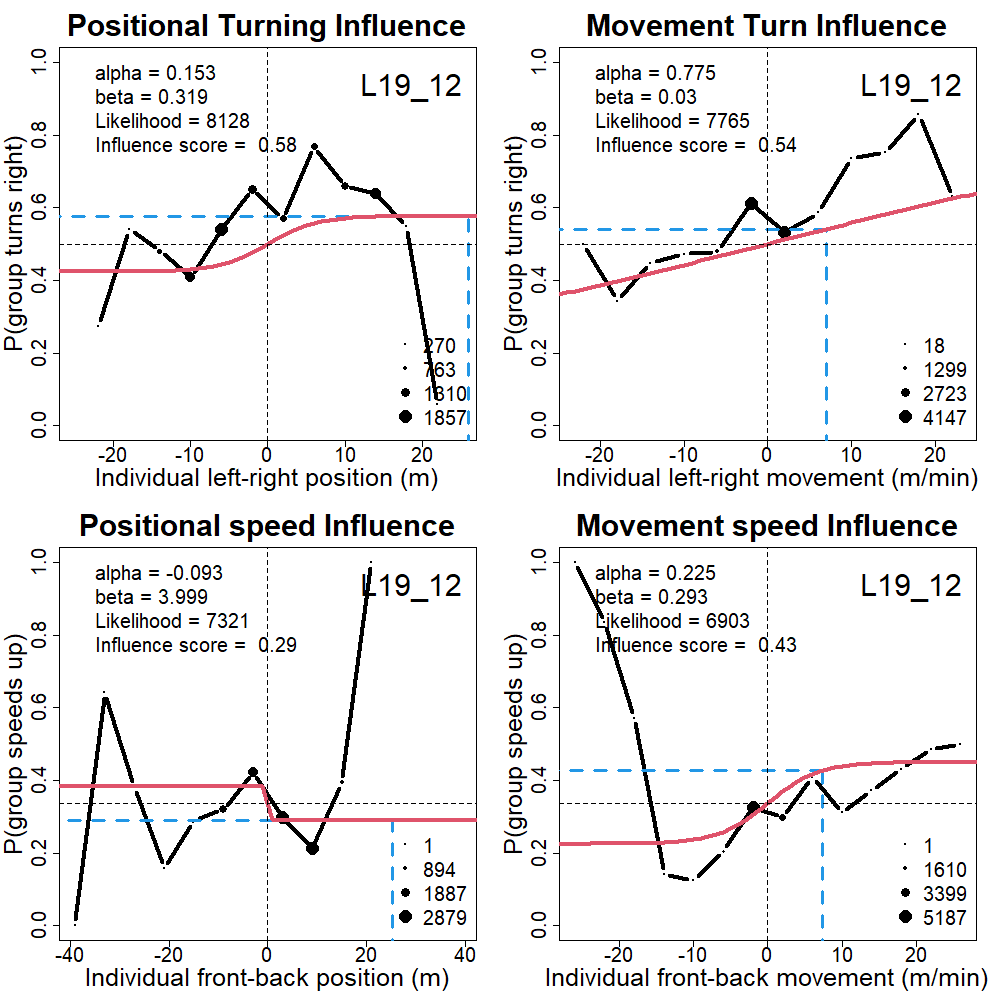 Positional Turning Influence
P(group turns right)
1.0
0.8
0.6
0.4
0.2
0.0
alpha = 0.153
beta = 0.319
Likelihood = 8128
Influence score = 0.58
L19_12
270
763
1310
1857
-20 -10 0 10 20
Individual left-right position (m)
Movement Turn Influence
P(group turns right)
1.0
0.8
0.6
0.4
0.2
0.0
alpha = 0.775
beta = 0.03
Likelihood = 7765
Influence score = 0.54
L19_12
18
1299
2723
4147
-20 -10 0 10 20
Individual left-right movement (m/min)
Positional speed Influence
P(group speeds up)
1.0
0.8
0.6
0.4
0.2
0.0
alpha = -0.093
beta = 3.999
Likelihood = 7321
Influence score = 0.29
L19_12
1
894
1887
2879
-40 -20 0 20 40
Individual front-back position (m)
Movement speed Influence
P(group speeds up)
1.0
0.8
0.6
0.4
0.2
0.0
alpha = 0.225
beta = 0.293
Likelihood = 6903
Influence score = 0.43
L19_12
1
1610
3399
5187
-20 -10 0 10 20
Individual front-back movement (m/min)